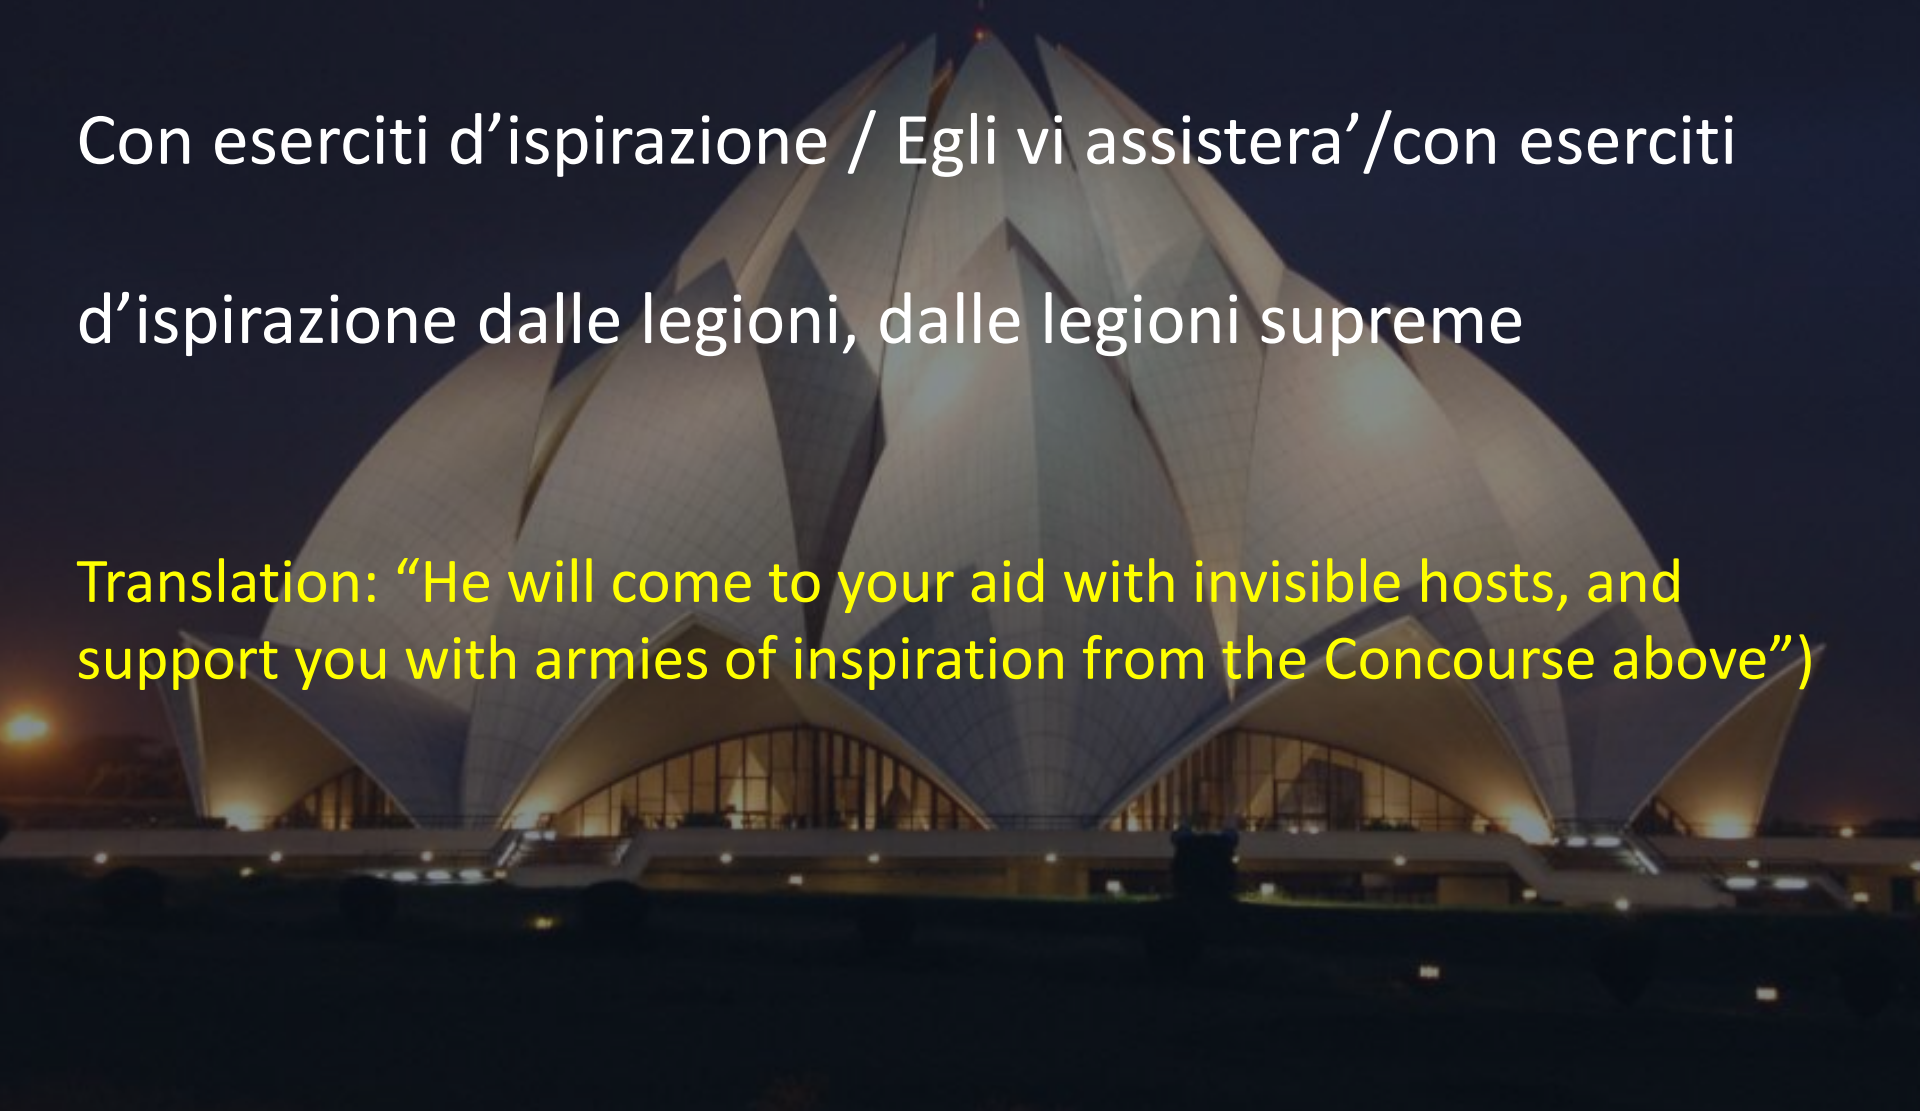 Con eserciti d’ispirazione / Egli vi assistera’/con eserciti
d’ispirazione dalle legioni, dalle legioni supreme
Translation: “He will come to your aid with invisible hosts, and
support you with armies of inspiration from the Concourse above”)